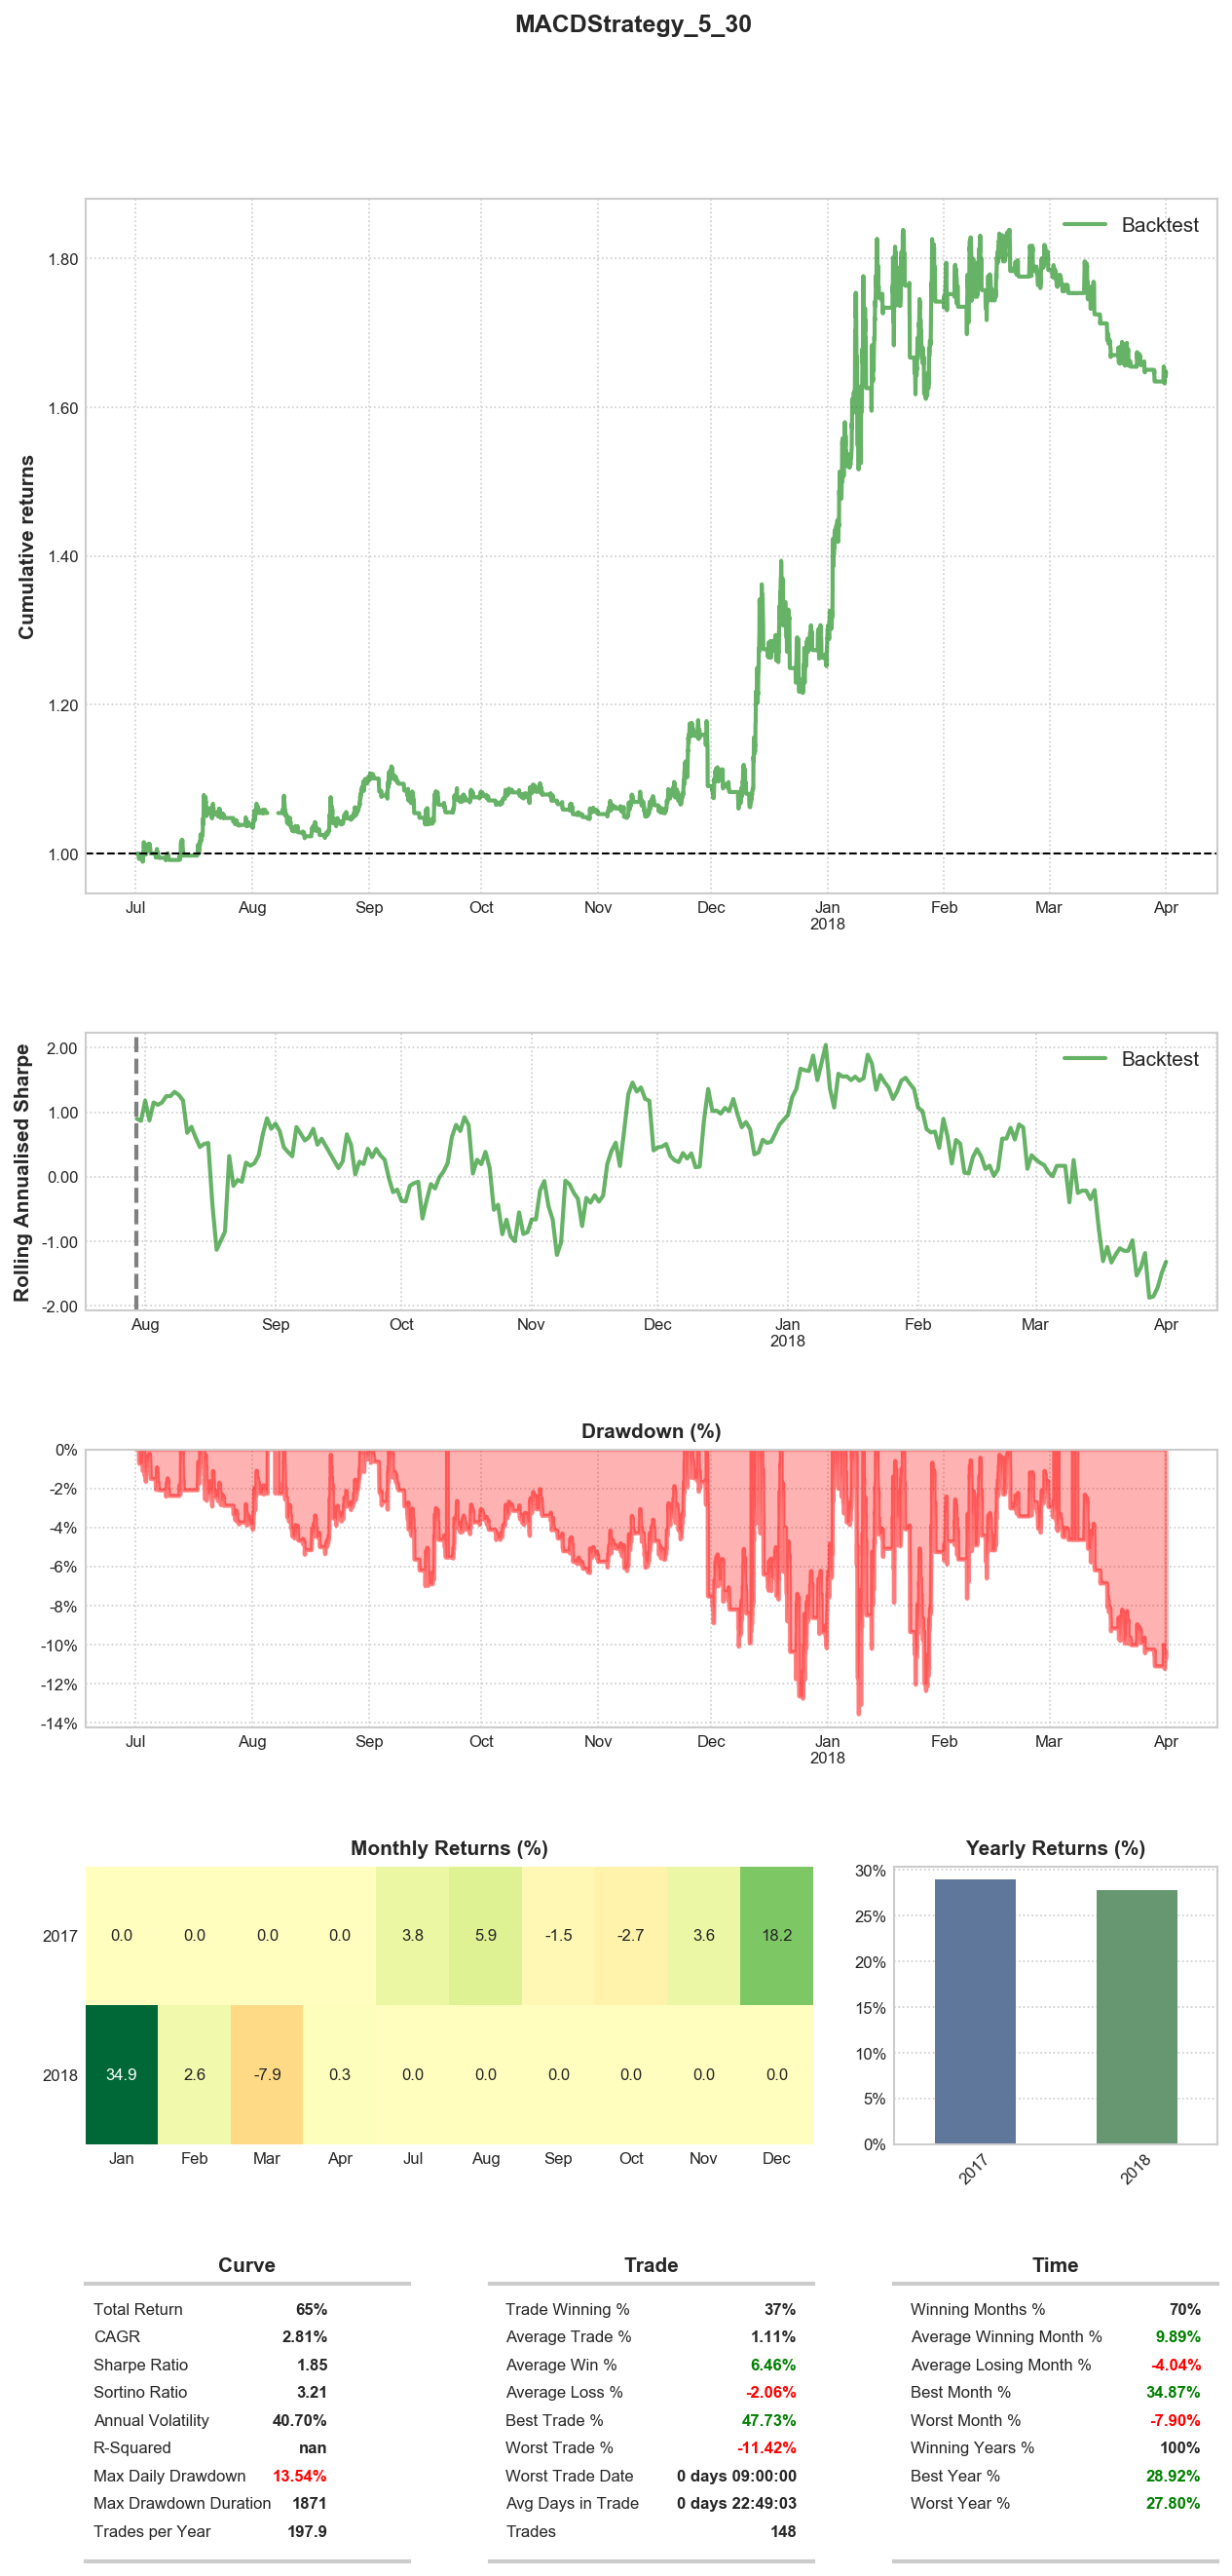 MACDStrategy_5_30
Backtest
Cumulative returns
1.80
1.60
1.40
1.20
1.00
Jul Aug Sep Oct Nov Dec Jan Feb Mar Apr
2018
Backtest
Rolling Annualised Sharpe
2.00
1.00
0.00
-1.00
-2.00
Aug Sep Oct Nov Dec Jan Feb Mar Apr
2018
Drawdown (%)
0%
-2%
-4%
-6%
-8%
-10%
-12%
-14%
Jul Aug Sep Oct Nov Dec Jan Feb Mar Apr
2018
Monthly Returns (%)
2017 0.0 0.0 0.0 0.0 3.8 5.9 -1.5 -2.7 3.6 18.2
2018 34.9 2.6 -7.9 0.3 0.0 0.0 0.0 0.0 0.0 0.0
Jan Feb Mar Apr Jul Aug Sep Oct Nov Dec
Yearly Returns (%)
30%
25%
20%
15%
10%
5%
0%
2017 2018
Curve
Total Return 65%
CAGR 2.81%
Sharpe Ratio 1.85
Sortino Ratio 3.21
Annual Volatility 40.70%
R-Squared nan
Max Daily Drawdown 13.54%
Max Drawdown Duration 1871
Trades per Year 197.9
Trade
Trade Winning % 37%
Average Trade % 1.11%
Average Win % 6.46%
Average Loss % -2.06%
Best Trade % 47.73%
Worst Trade % -11.42%
Worst Trade Date 0 days 09:00:00
Avg Days in Trade 0 days 22:49:03
Trades 148
Time
Winning Months % 70%
Average Winning Month % 9.89%
Average Losing Month % -4.04%
Best Month % 34.87%
Worst Month % -7.90%
Winning Years % 100%
Best Year % 28.92%
Worst Year % 27.80%